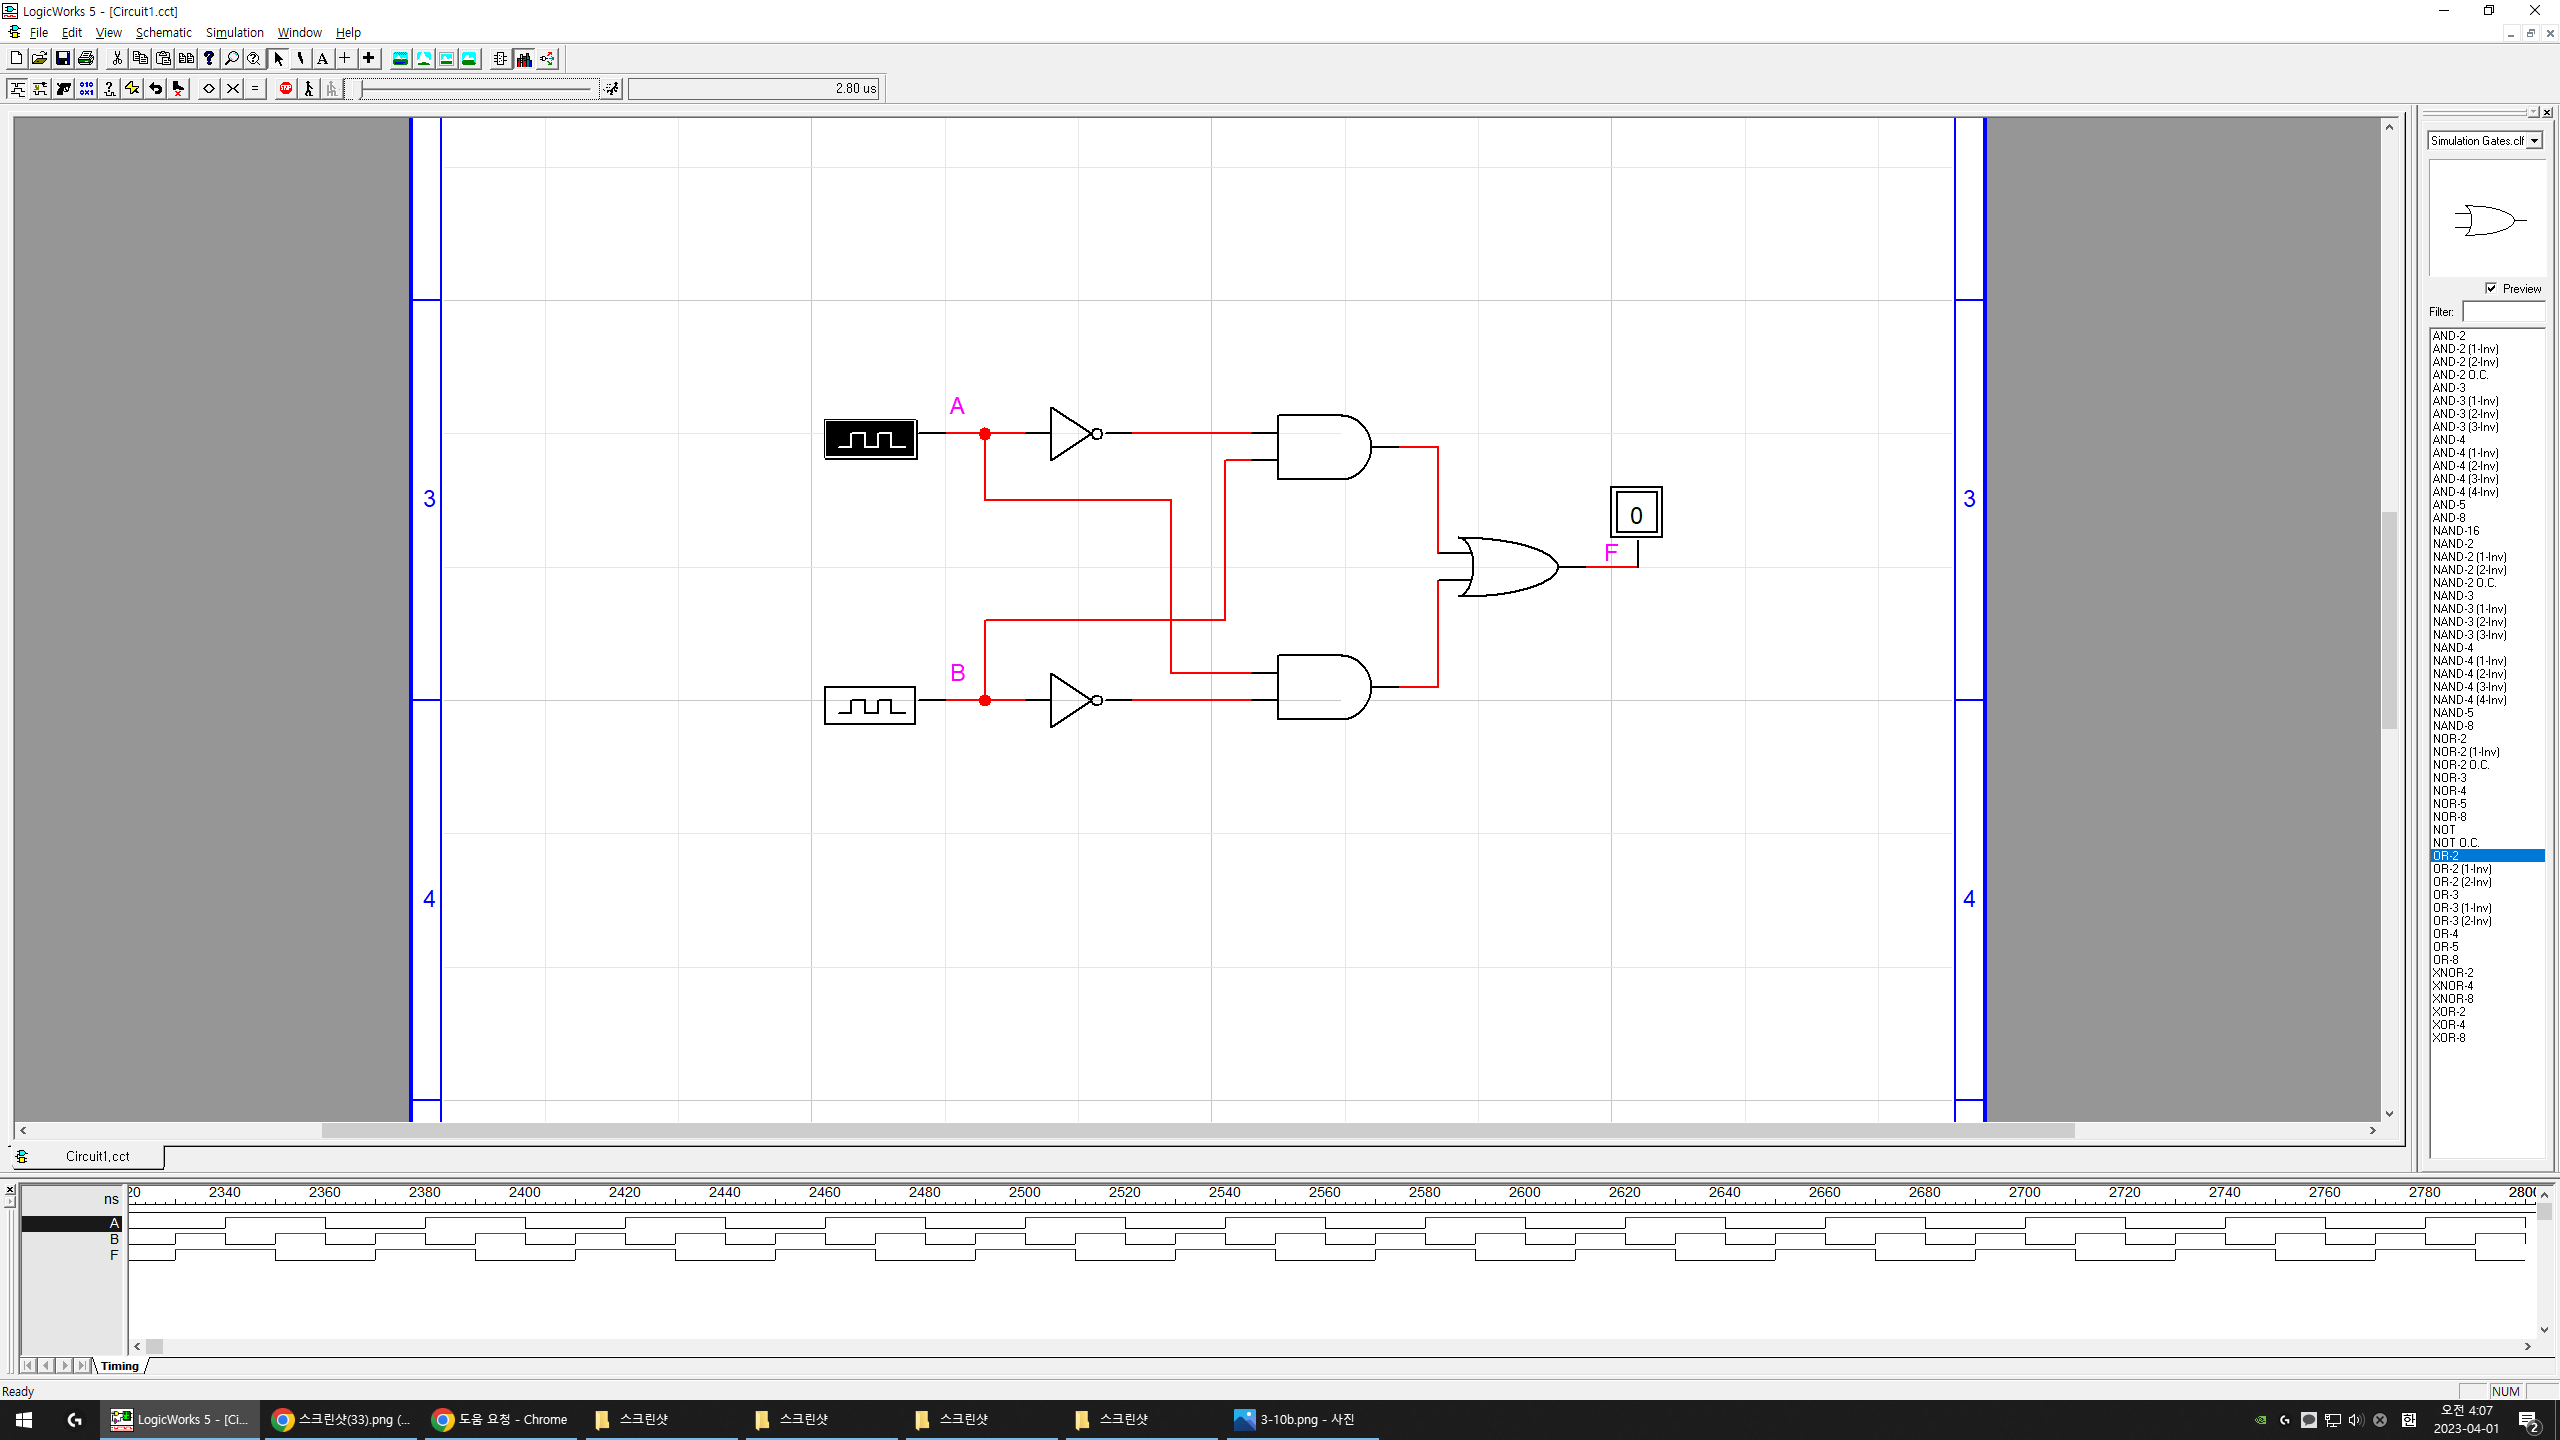 LogicWorks 5 - [Circuit1.cct]
File Edit View Schematic Simulation Window Help
2.80 us
Simulation Gates.clf
Preview
Filter:
AND-2
AND-2 (1-Inv)
AND-2 (2-Inv)
AND-2 O.C.
AND-3
AND-3 (1-Inv)
AND-3 (2-Inv)
AND-3 (3-Inv)
AND-4
AND-4 (1-Inv)
AND-4 (2-Inv)
AND-4 (3-Inv)
AND-4 (4-Inv)
AND-5
AND-8
NAND-16
NAND-2
NAND-2 (1-Inv)
NAND-2 (2-Inv)
NAND-2 O.C.
NAND-3
NAND-3 (1-Inv)
NAND-3 (2-Inv)
NAND-3 (3-Inv)
NAND-4
NAND-4 (1-Inv)
NAND-4 (2-Inv)
NAND-4 (3-Inv)
NAND-4 (4-Inv)
NAND-5
NAND-8
NOR-2
NOR-2 (1-Inv)
NOR-2 O.C.
NOR-3
NOR-4
NOR-5
NOR-8
NOT
NOT O.C.
OR-2
OR-2 (1-Inv)
OR-2 (2-Inv)
OR-3
OR-3 (1-Inv)
OR-3 (2-Inv)
OR-4
OR-5
OR-8
XNOR-2
XNOR-4
XNOR-8
XOR-2
XOR-4
XOR-8
A
3 0 3
F
B
4 4
Circuit1.cct
ns 20 2340 2360 2380 2400 2420 2440 2460 2480 2500 2520 2540 2560 2580 2600 2620 2640 2660 2680 2700 2720 2740 2760 2780 2800
A
B
F
Timing
Ready
NUM
LogicWorks 5 - [Ci... 스크린샷(33).png (... 도움 요청 - Chrome 스크린샷 스크린샷 스크린샷 스크린샷 3-10b.png - 사진
한
오전 4:07
2023-04-01
2